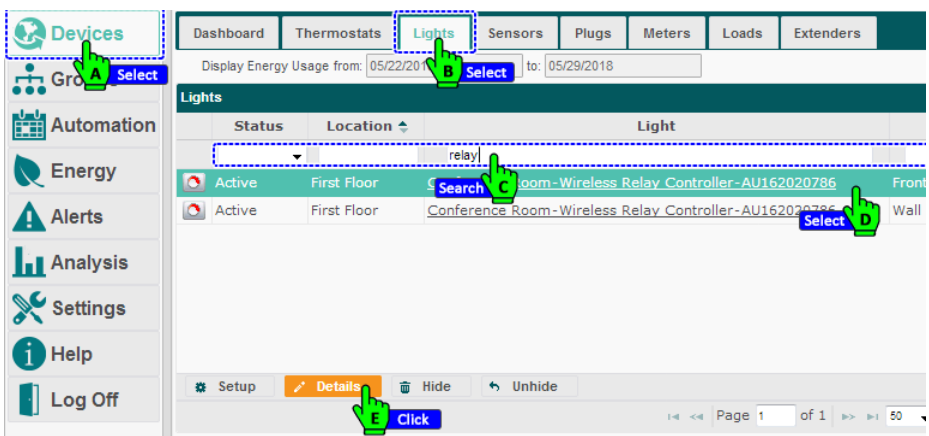 Devices
A Select
Groups
Automation
Energy
Alerts
Analysis
Settings
Help
Log Off
Dashboard Thermostats Lights Sensors Plugs Meters Loads Extenders
B Select
Display Energy Usage from: 05/22/201 to: 05/29/2018
Lights
Status Location Light
relay
Search C
Active First Floor Room-Wireless Relay Controller-AU162020786 Front
Active First Floor Conference Room-Wireless Relay Controller-AU162020786 Wall
Select D
Setup Details Hide Unhide
E Click
Page 1 of 1 50